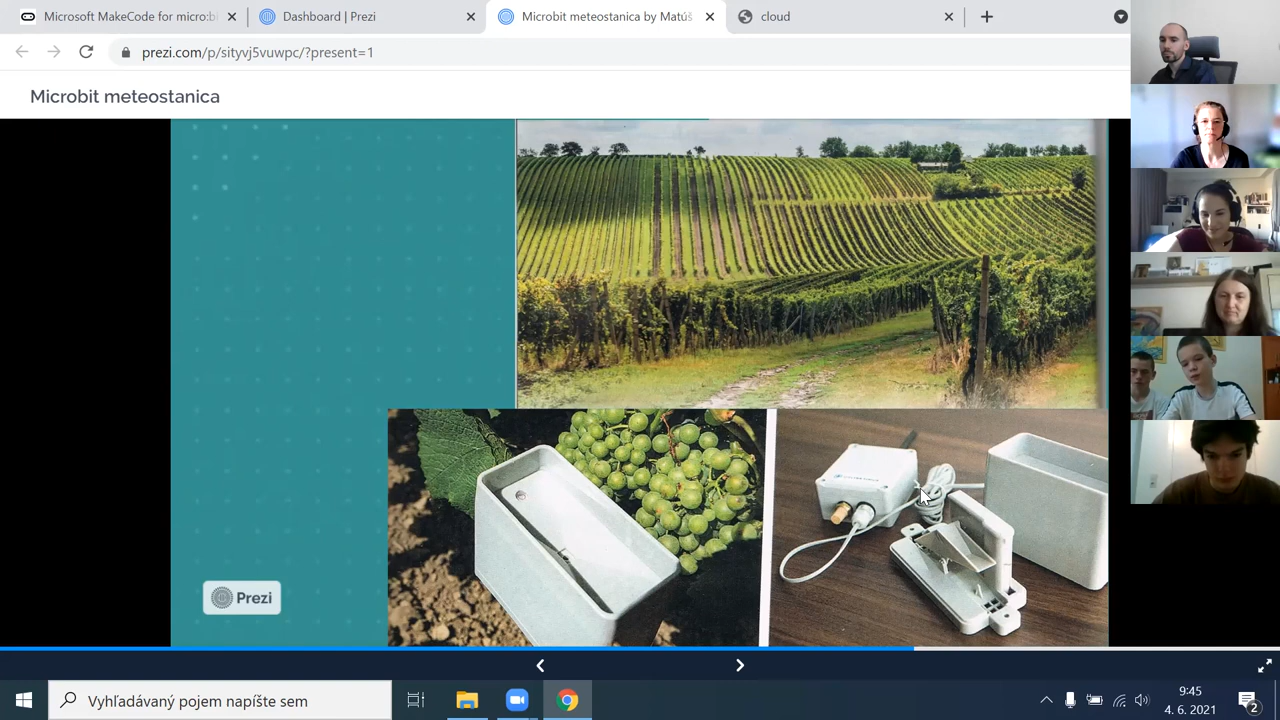 Microsoft MakeCode for micro:bi
Dashboard | Prezi
Microbit meteostanica by Matúš
cloud
prezi.com/p/sityvj5vuwpc/?present=1
Microbit meteostanica
Prezi
Vyhľadávaný pojem napíšte sem
9:45
4. 6. 2021
2